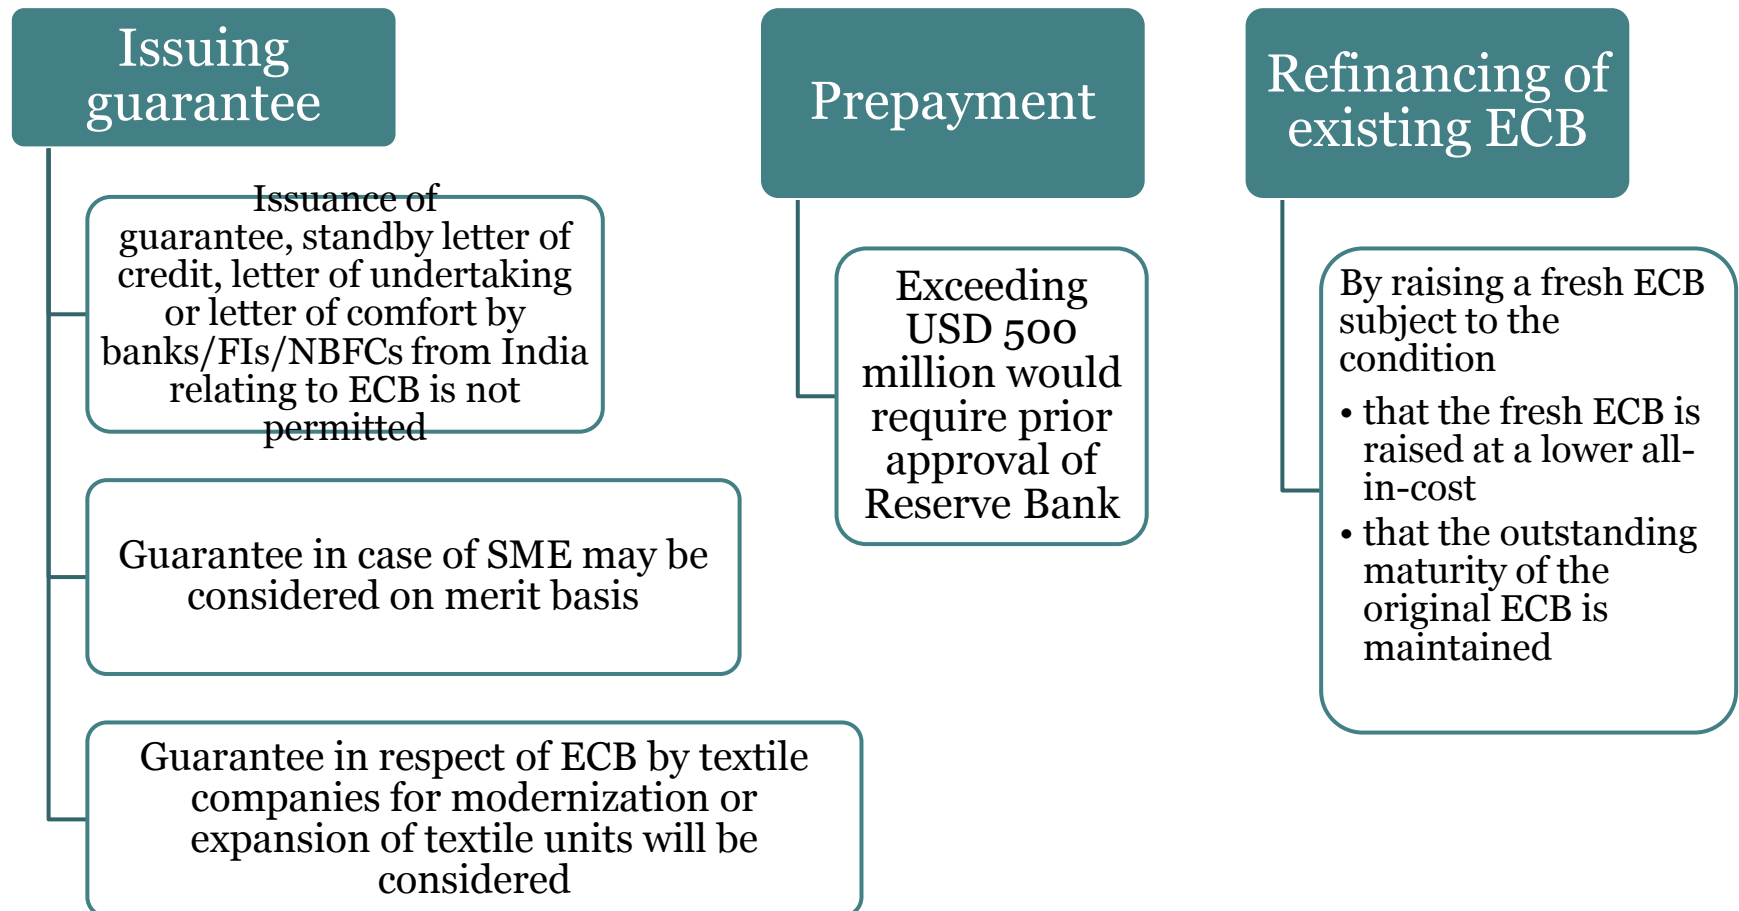 Issuing
guarantee
Issuance of
guarantee, standby letter of
credit, letter of undertaking
or letter of comfort by
banks/FIs/NBFCs from India
relating to ECB is not
permitted
Guarantee in case of SME may be
considered on merit basis
Guarantee in respect of ECB by textile
companies for modernization or
expansion of textile units will be
considered
Prepayment
Exceeding
USD 500
million would
require prior
approval of
Reserve Bank
Refinancing of
existing ECB
By raising a fresh ECB
subject to the
condition
• that the fresh ECB is
raised at a lower all-
in-cost
• that the outstanding
maturity of the
original ECB is
maintained